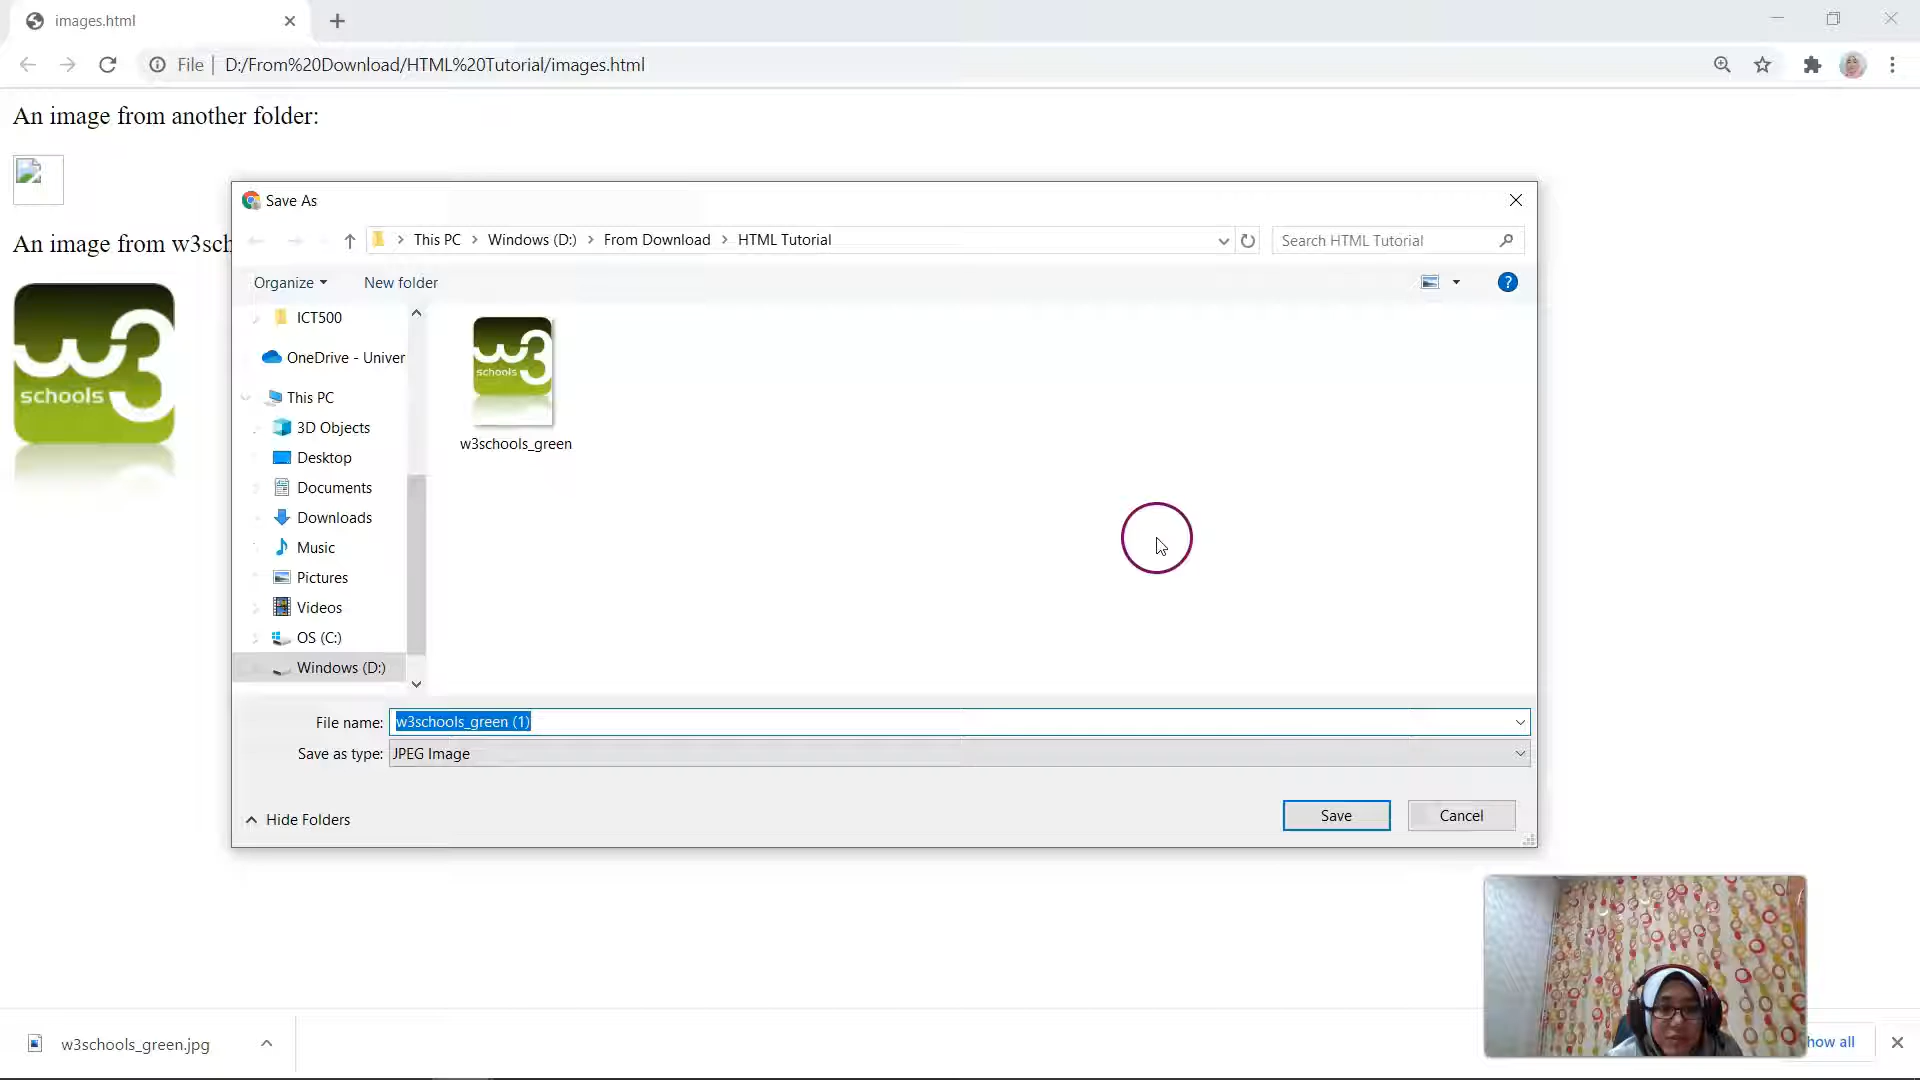 images.html
File
D:/From%20Download/HTML%20Tutorial/images.html
An image from another folder:
An image from w3sch
w3
schools
Save As
This PC
Windows (D:)
From Download
HTML Tutorial
Search HTML Tutorial
Organize
New folder
?
ICT500
OneDrive - Univer
This PC
3D Objects
Desktop
Documents
Downloads
Music
Pictures
Videos
OS (C:)
Windows (D:)
w3
schools
w3schools_green
File name: w3schools_green (1)
Save as type: JPEG Image
Hide Folders
Save
Cancel
w3schools_green.jpg
how all